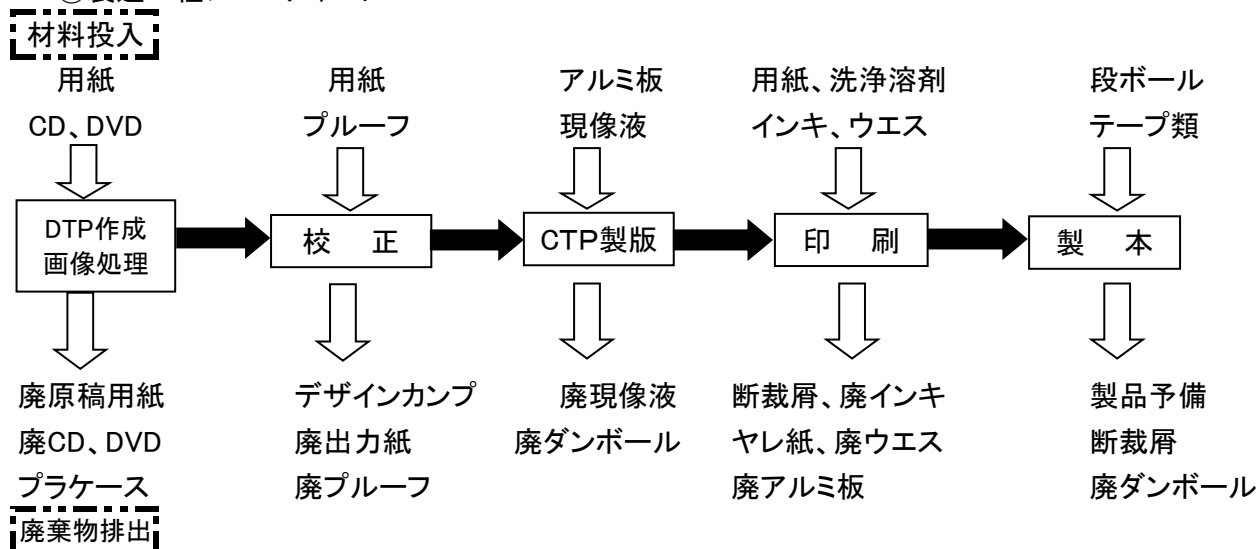 材料投入
用紙
CD、DVD
用紙
プルーフ
アルミ板
現像液
用紙、洗浄溶剤
インキ、ウエス
段ボール
テープ類
DTP作成
画像処理
校 正
CTP製版
印 刷
製 本
廃原稿用紙
廃CD、DVD
プラケース
デザインカンプ
廃出力紙
廃プルーフ
廃現像液
廃ダンボール
断裁屑、廃インキ
ヤレ紙、廃ウエス
廃アルミ板
製品予備
断裁屑
廃ダンボール
廃棄物排出